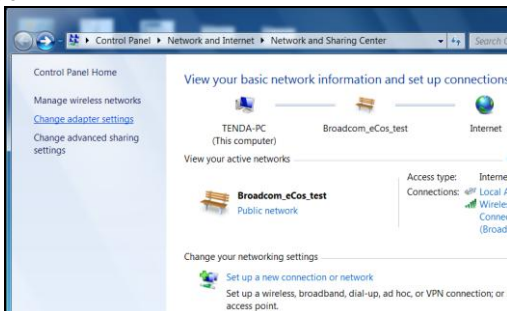 Control Panel ▸ Network and Internet ▸ Network and Sharing Center
Search
Control Panel Home
Manage wireless networks
Change adapter settings
Change advanced sharing
settings
View your basic network information and set up connections
TENDA-PC
(This computer)
Broadcom_eCos_test
Internet
View your active networks
Broadcom_eCos_test
Public network
Access type:
Connections:
Local
Change your networking settings
Set up a new connection or network
Set up a wireless, broadband, dial-up, ad hoc, or VPN connection; or
access point.